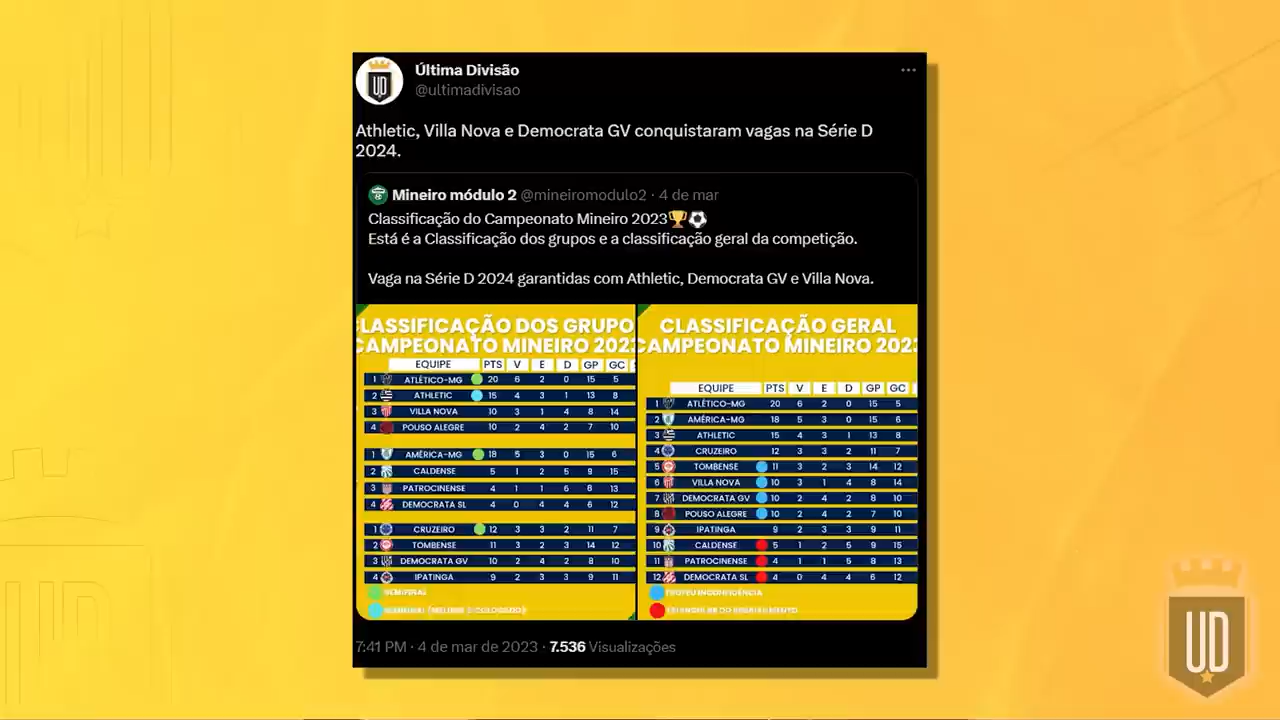 Última Divisão
@ultimadivisao
Athletic, Villa Nova e Democrata GV conquistaram vagas na Série D
2024.
Mineiro módulo 2 @mineiromodulo2 · 4 de mar
Classificação do Campeonato Mineiro 2023🏆⚽
Está é a Classificação dos grupos e a classificação geral da competição.
Vaga na Série D 2024 garantidas com Athletic, Democrata GV e Villa Nova.
CLASSIFICAÇÃO DOS GRUPO
CAMPEONATO MINEIRO 202
EQUIPE PTS V E D GP GC
1 ATLÉTICO-MG 20 6 2 0 15 5
2 ATHLETIC 15 4 3 1 13 8
3 VILLA NOVA 10 3 1 4 8 14
4 POUSO ALEGRE 10 2 4 2 7 10
1 AMÉRICA-MG 18 5 3 0 15 6
2 CALDENSE 5 1 2 5 9 15
3 PATROCINENSE 4 1 1 6 8 13
4 DEMOCRATA SL 4 0 4 4 6 12
1 CRUZEIRO 12 3 3 2 11 7
2 TOMBENSE 11 3 2 3 14 12
3 DEMOCRATA GV 10 2 4 2 8 10
4 IPATINGA 9 2 3 3 9 11
SEMIFINAL
CLASSIFICAÇÃO GERAL
CAMPEONATO MINEIRO 202
EQUIPE PTS V E D GP GC
1 ATLÉTICO-MG 20 6 2 0 15 5
2 AMÉRICA-MG 18 5 3 0 15 6
3 ATHLETIC 15 4 3 1 13 8
4 CRUZEIRO 12 3 3 2 11 7
5 TOMBENSE 11 3 2 3 14 12
6 VILLA NOVA 10 3 1 4 8 14
7 DEMOCRATA GV 10 2 4 2 8 10
8 POUSO ALEGRE 10 2 4 2 7 10
9 IPATINGA 9 2 3 3 9 11
10 CALDENSE 5 1 2 5 9 15
11 PATROCINENSE 4 1 1 5 8 13
12 DEMOCRATA SL 4 0 4 4 6 12
TROFÉU INCONFIDÊNCIA
TRIANGULAR DO REBAIXAMENTO
7:41 PM · 4 de mar de 2023 · 7.536 Visualizações
UD
UD